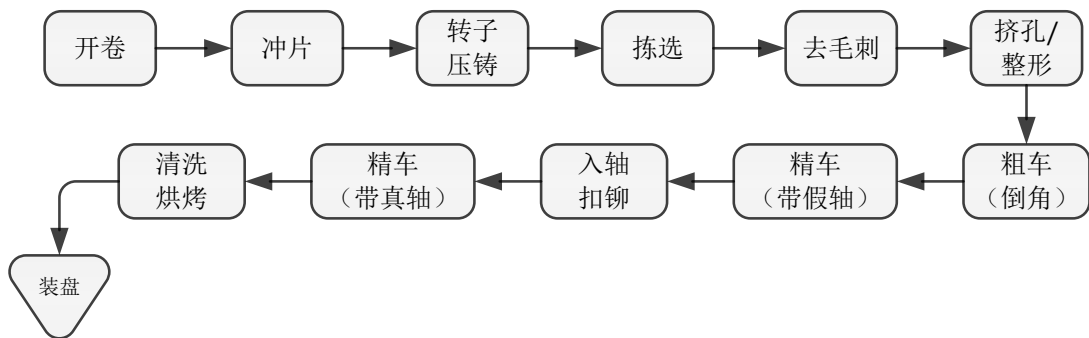 开卷
冲片
转子
压铸
拣选
去毛刺
挤孔/
整形
粗车
（倒角）
精车
（带假轴）
入轴
扣铆
精车
（带真轴）
清洗
烘烤
装盘